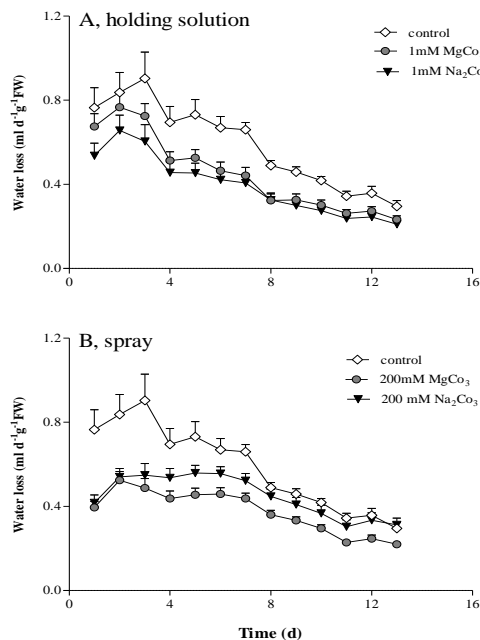 A, holding solution
control
1mM MgCo
1mM Na₂Co
Water loss (ml d⁻¹g⁻¹FW)
1.2
0.8
0.4
0.0
0 4 8 12 16
B, spray
control
200mM MgCo₃
200 mM Na₂Co₃
Water loss (ml d⁻¹g⁻¹FW)
1.2
0.8
0.4
0.0
0 4 8 12 16
Time (d)